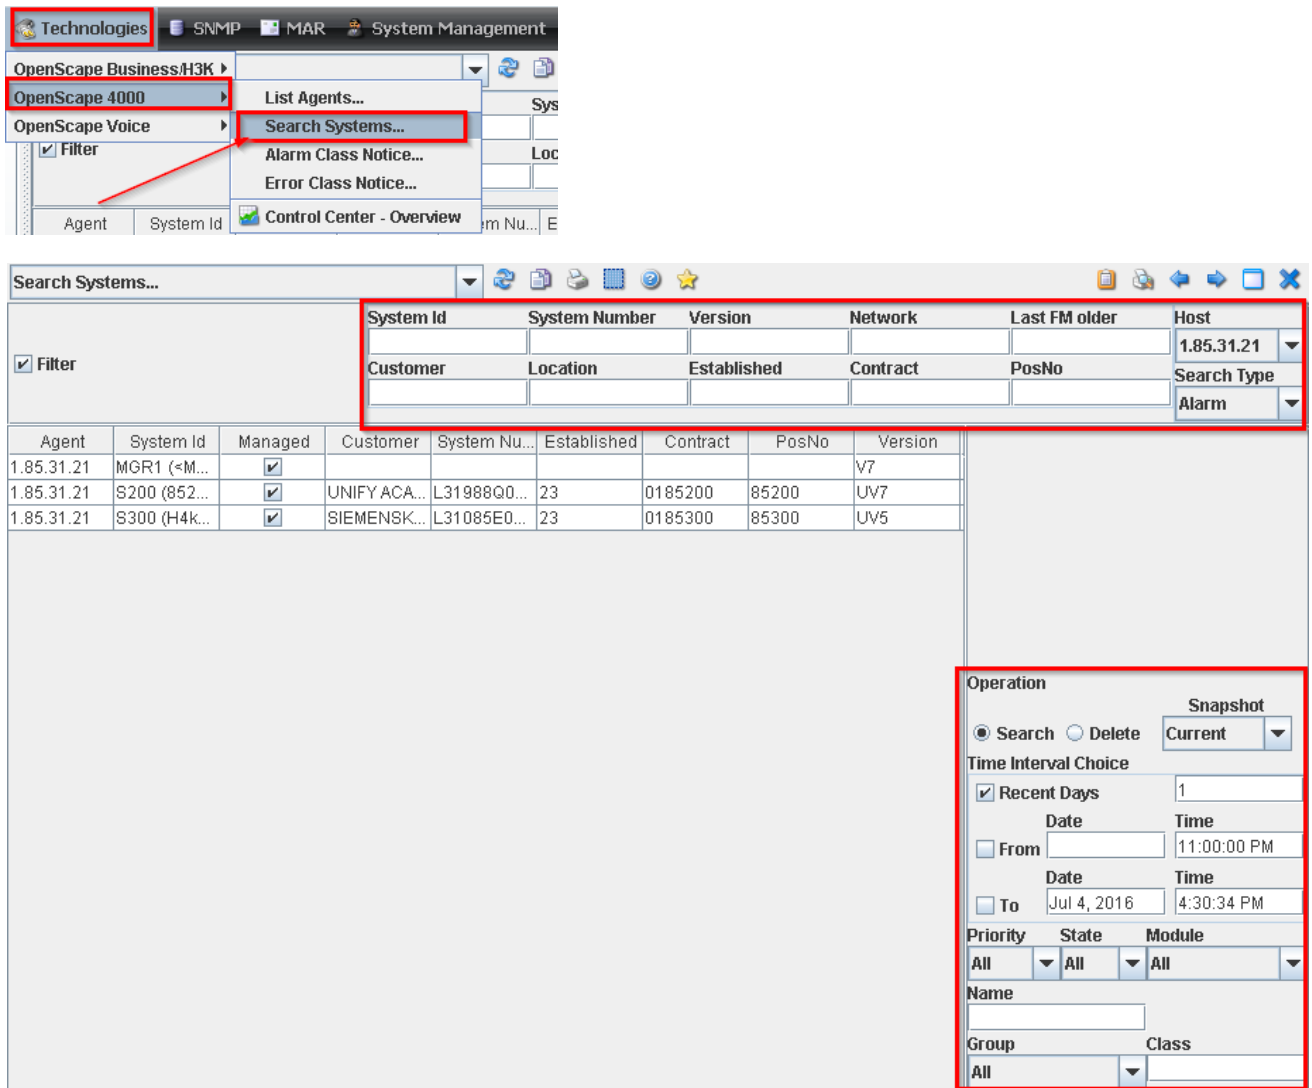 Technologies SNMP MAR System Management
OpenScape Business/H3K
OpenScape 4000 List Agents... Sys
OpenScape Voice Search Systems...
Filter Alarm Class Notice... Loc
Error Class Notice...
Agent System Id Control Center - Overview m Nu... E
Search Systems...
System Id System Number Version Network Last FM older Host
1.85.31.21
Filter Customer Location Established Contract PosNo Search Type
Alarm
Agent System Id Managed Customer System Nu... Established Contract PosNo Version
1.85.31.21 MGR1 (<M... V7
1.85.31.21 S200 (852... UNIFY ACA... L31988Q0... 23 0185200 85200 UV7
1.85.31.21 S300 (H4k... SIEMENSK... L31085E0... 23 0185300 85300 UV5
Operation
Snapshot
Search Delete Current
Time Interval Choice
Recent Days 1
Date Time
From 11:00:00 PM
Date Time
To Jul 4, 2016 4:30:34 PM
Priority State Module
All All All
Name
Group Class
All